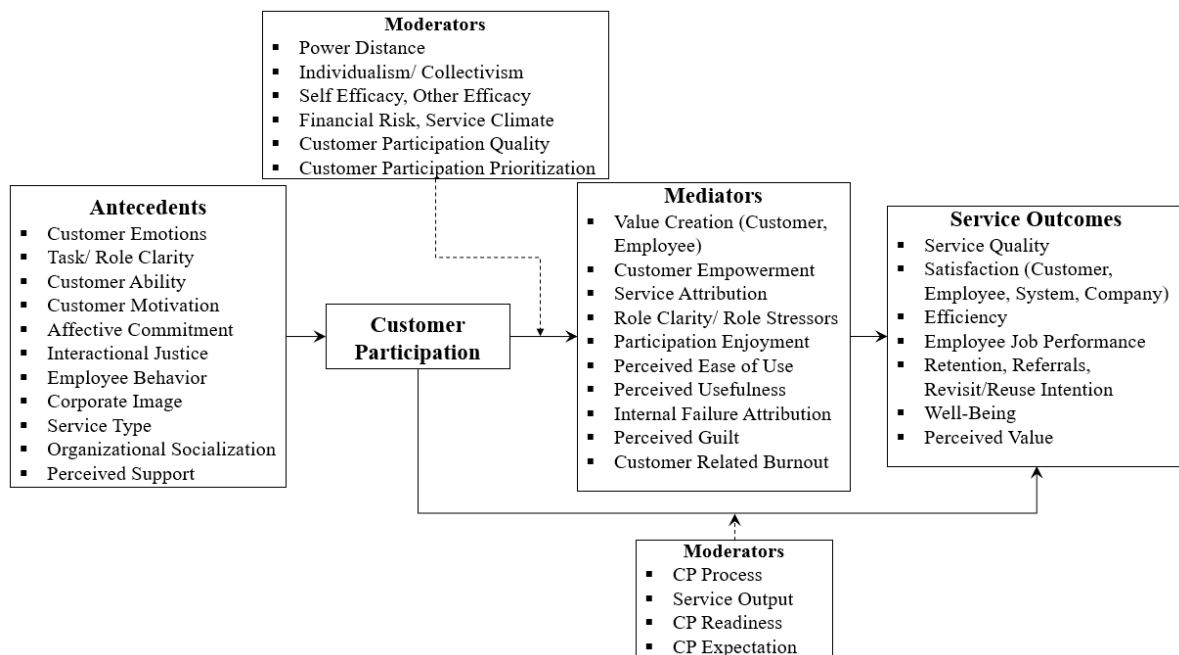 Moderators
▪ Power Distance
▪ Individualism/ Collectivism
▪ Self Efficacy, Other Efficacy
▪ Financial Risk, Service Climate
▪ Customer Participation Quality
▪ Customer Participation Prioritization
Antecedents
▪ Customer Emotions
▪ Task/ Role Clarity
▪ Customer Ability
▪ Customer Motivation
▪ Affective Commitment
▪ Interactional Justice
▪ Employee Behavior
▪ Corporate Image
▪ Service Type
▪ Organizational Socialization
▪ Perceived Support
Customer
Participation
Mediators
▪ Value Creation (Customer,
Employee)
▪ Customer Empowerment
▪ Service Attribution
▪ Role Clarity/ Role Stressors
▪ Participation Enjoyment
▪ Perceived Ease of Use
▪ Perceived Usefulness
▪ Internal Failure Attribution
▪ Perceived Guilt
▪ Customer Related Burnout
Service Outcomes
▪ Service Quality
▪ Satisfaction (Customer,
Employee, System, Company)
▪ Efficiency
▪ Employee Job Performance
▪ Retention, Referrals,
Revisit/Reuse Intention
▪ Well-Being
▪ Perceived Value
Moderators
▪ CP Process
▪ Service Output
▪ CP Readiness
▪ CP Expectation